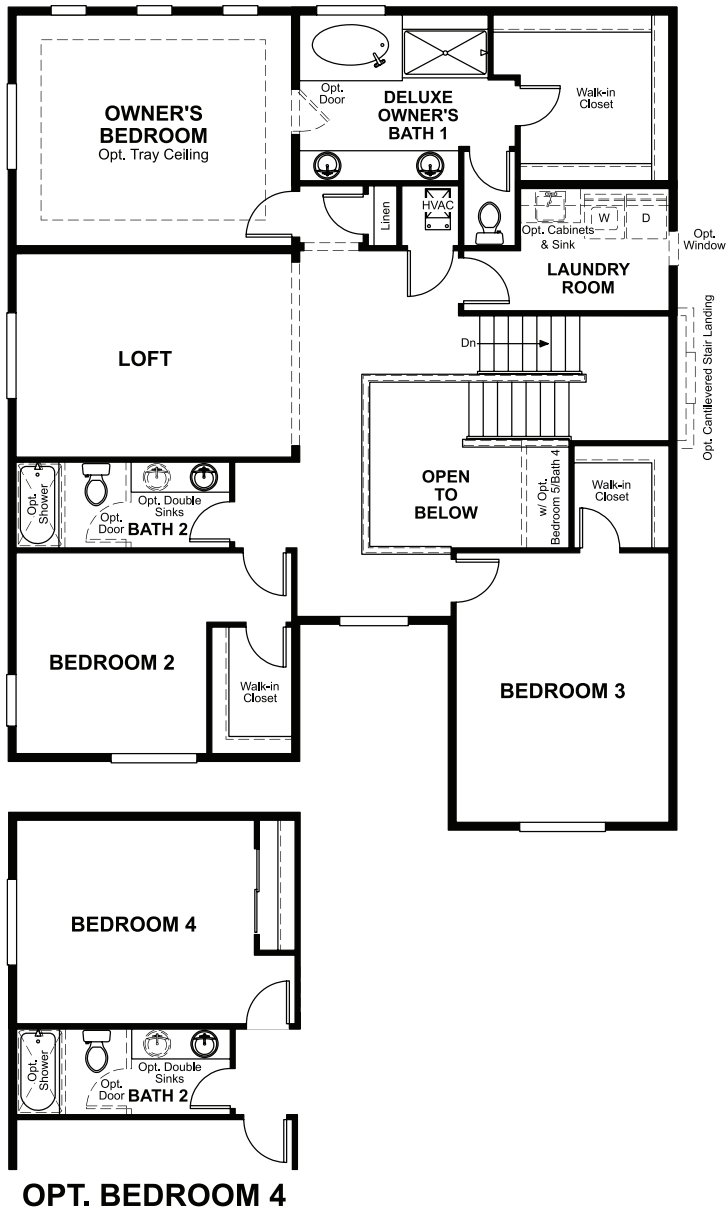 OWNER'S
BEDROOM
Opt. Tray Ceiling
Opt.
Door
DELUXE
OWNER'S
BATH 1
Walk-in
Closet
Linen
HVAC
W
D
Opt. Cabinets
& Sink
Opt.
Window
LAUNDRY
ROOM
LOFT
Dn
Opt. Cantilevered Stair Landing
Opt.
Shower
Opt. Double
Sinks
Opt.
Door
BATH 2
OPEN
TO
BELOW
w/ Opt.
Bedroom 5/Bath 4
Walk-in
Closet
BEDROOM 2
Walk-in
Closet
BEDROOM 3
BEDROOM 4
Opt.
Shower
Opt. Double
Sinks
Opt.
Door
BATH 2
OPT. BEDROOM 4